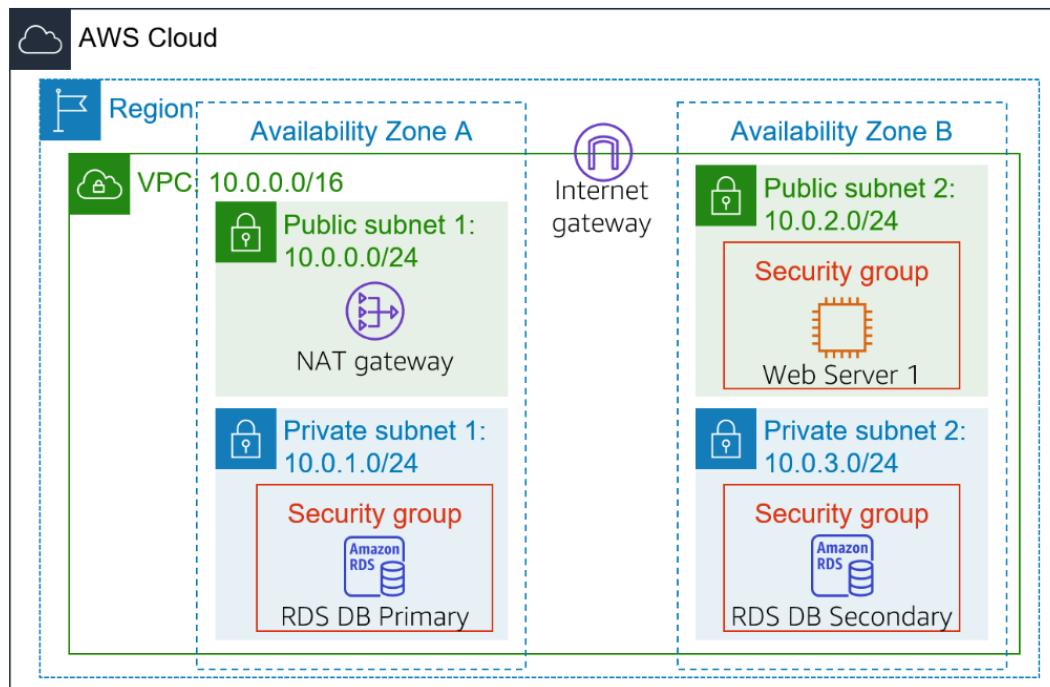 AWS Cloud
Region
Availability Zone A
Availability Zone B
VPC: 10.0.0.0/16
Internet
gateway
Public subnet 1:
10.0.0.0/24
NAT gateway
Public subnet 2:
10.0.2.0/24
Security group
Web Server 1
Private subnet 1:
10.0.1.0/24
Security group
Amazon
RDS
RDS DB Primary
Private subnet 2:
10.0.3.0/24
Security group
Amazon
RDS
RDS DB Secondary